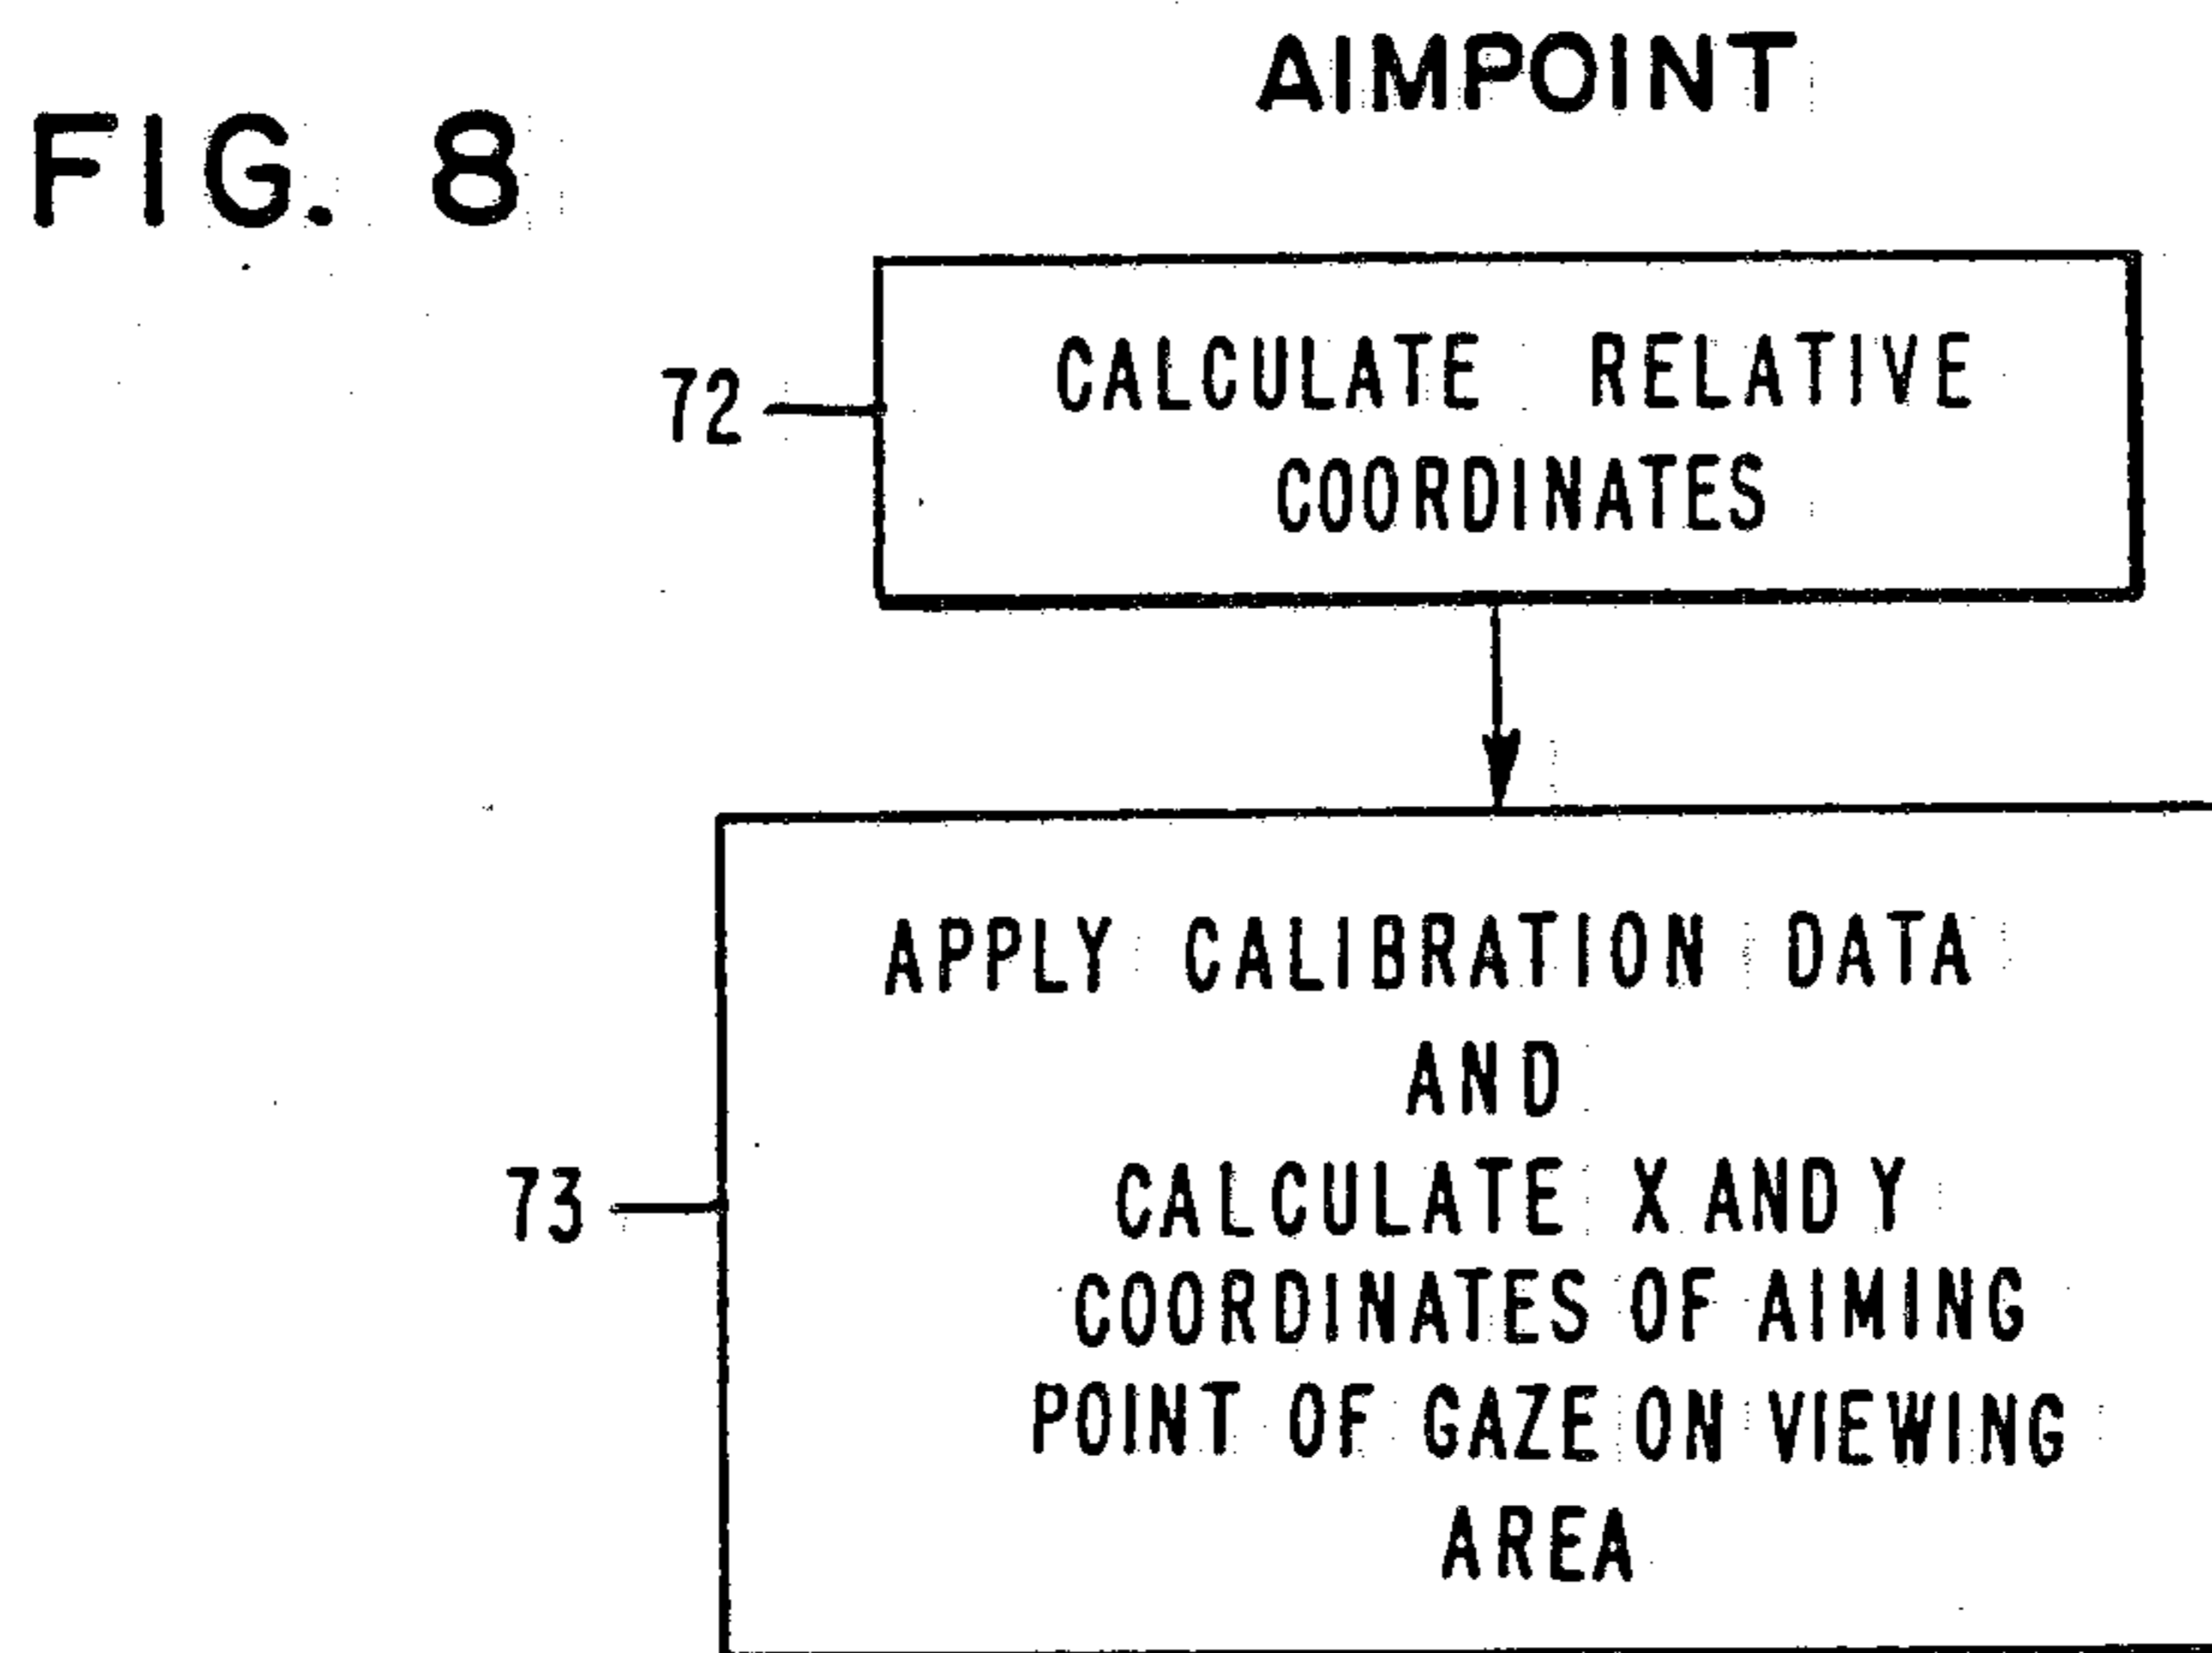 AIMPOINT
FIG. 8
CALCULATE RELATIVE
72
COORDINATES
APPLY CALIBRATION DATA
AND
73
CALCULATE X AND Y
COORDINATES OF AIMING
POINT OF GAZE ON VIEWING
AREA